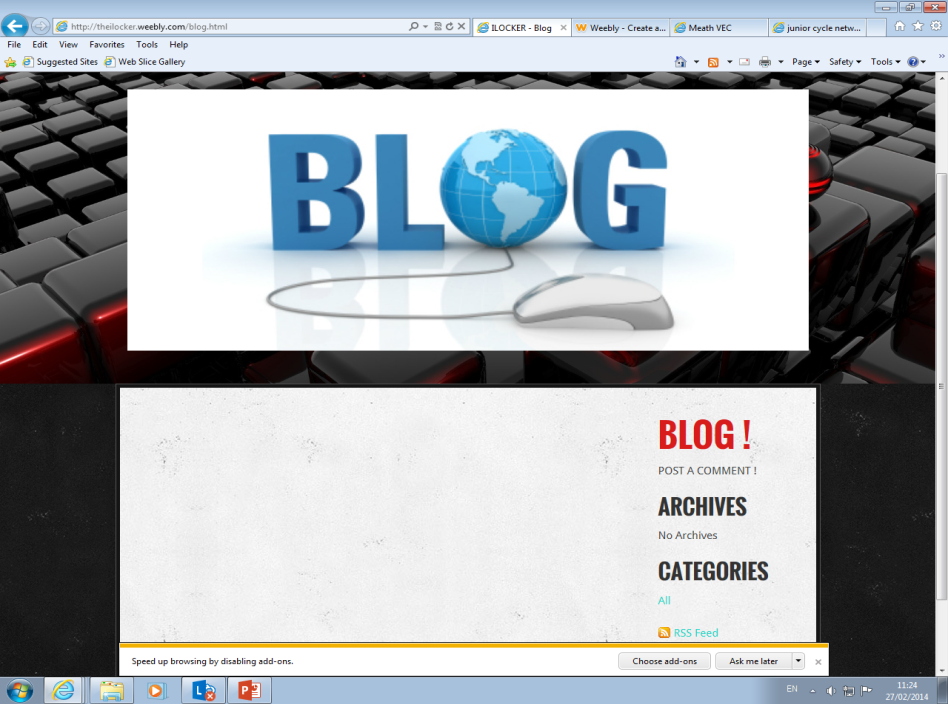 http://theilocker.weebly.com/blog.html
ILOCKER - Blog
Weebly - Create a...
Meath VEC
junior cycle netw...
File Edit View Favorites Tools Help
Suggested Sites Web Slice Gallery
Page Safety Tools
BLOG
BLOG !
POST A COMMENT !
ARCHIVES
No Archives
CATEGORIES
All
RSS Feed
Speed up browsing by disabling add-ons.
Choose add-ons
Ask me later
EN
11:24
27/02/2014